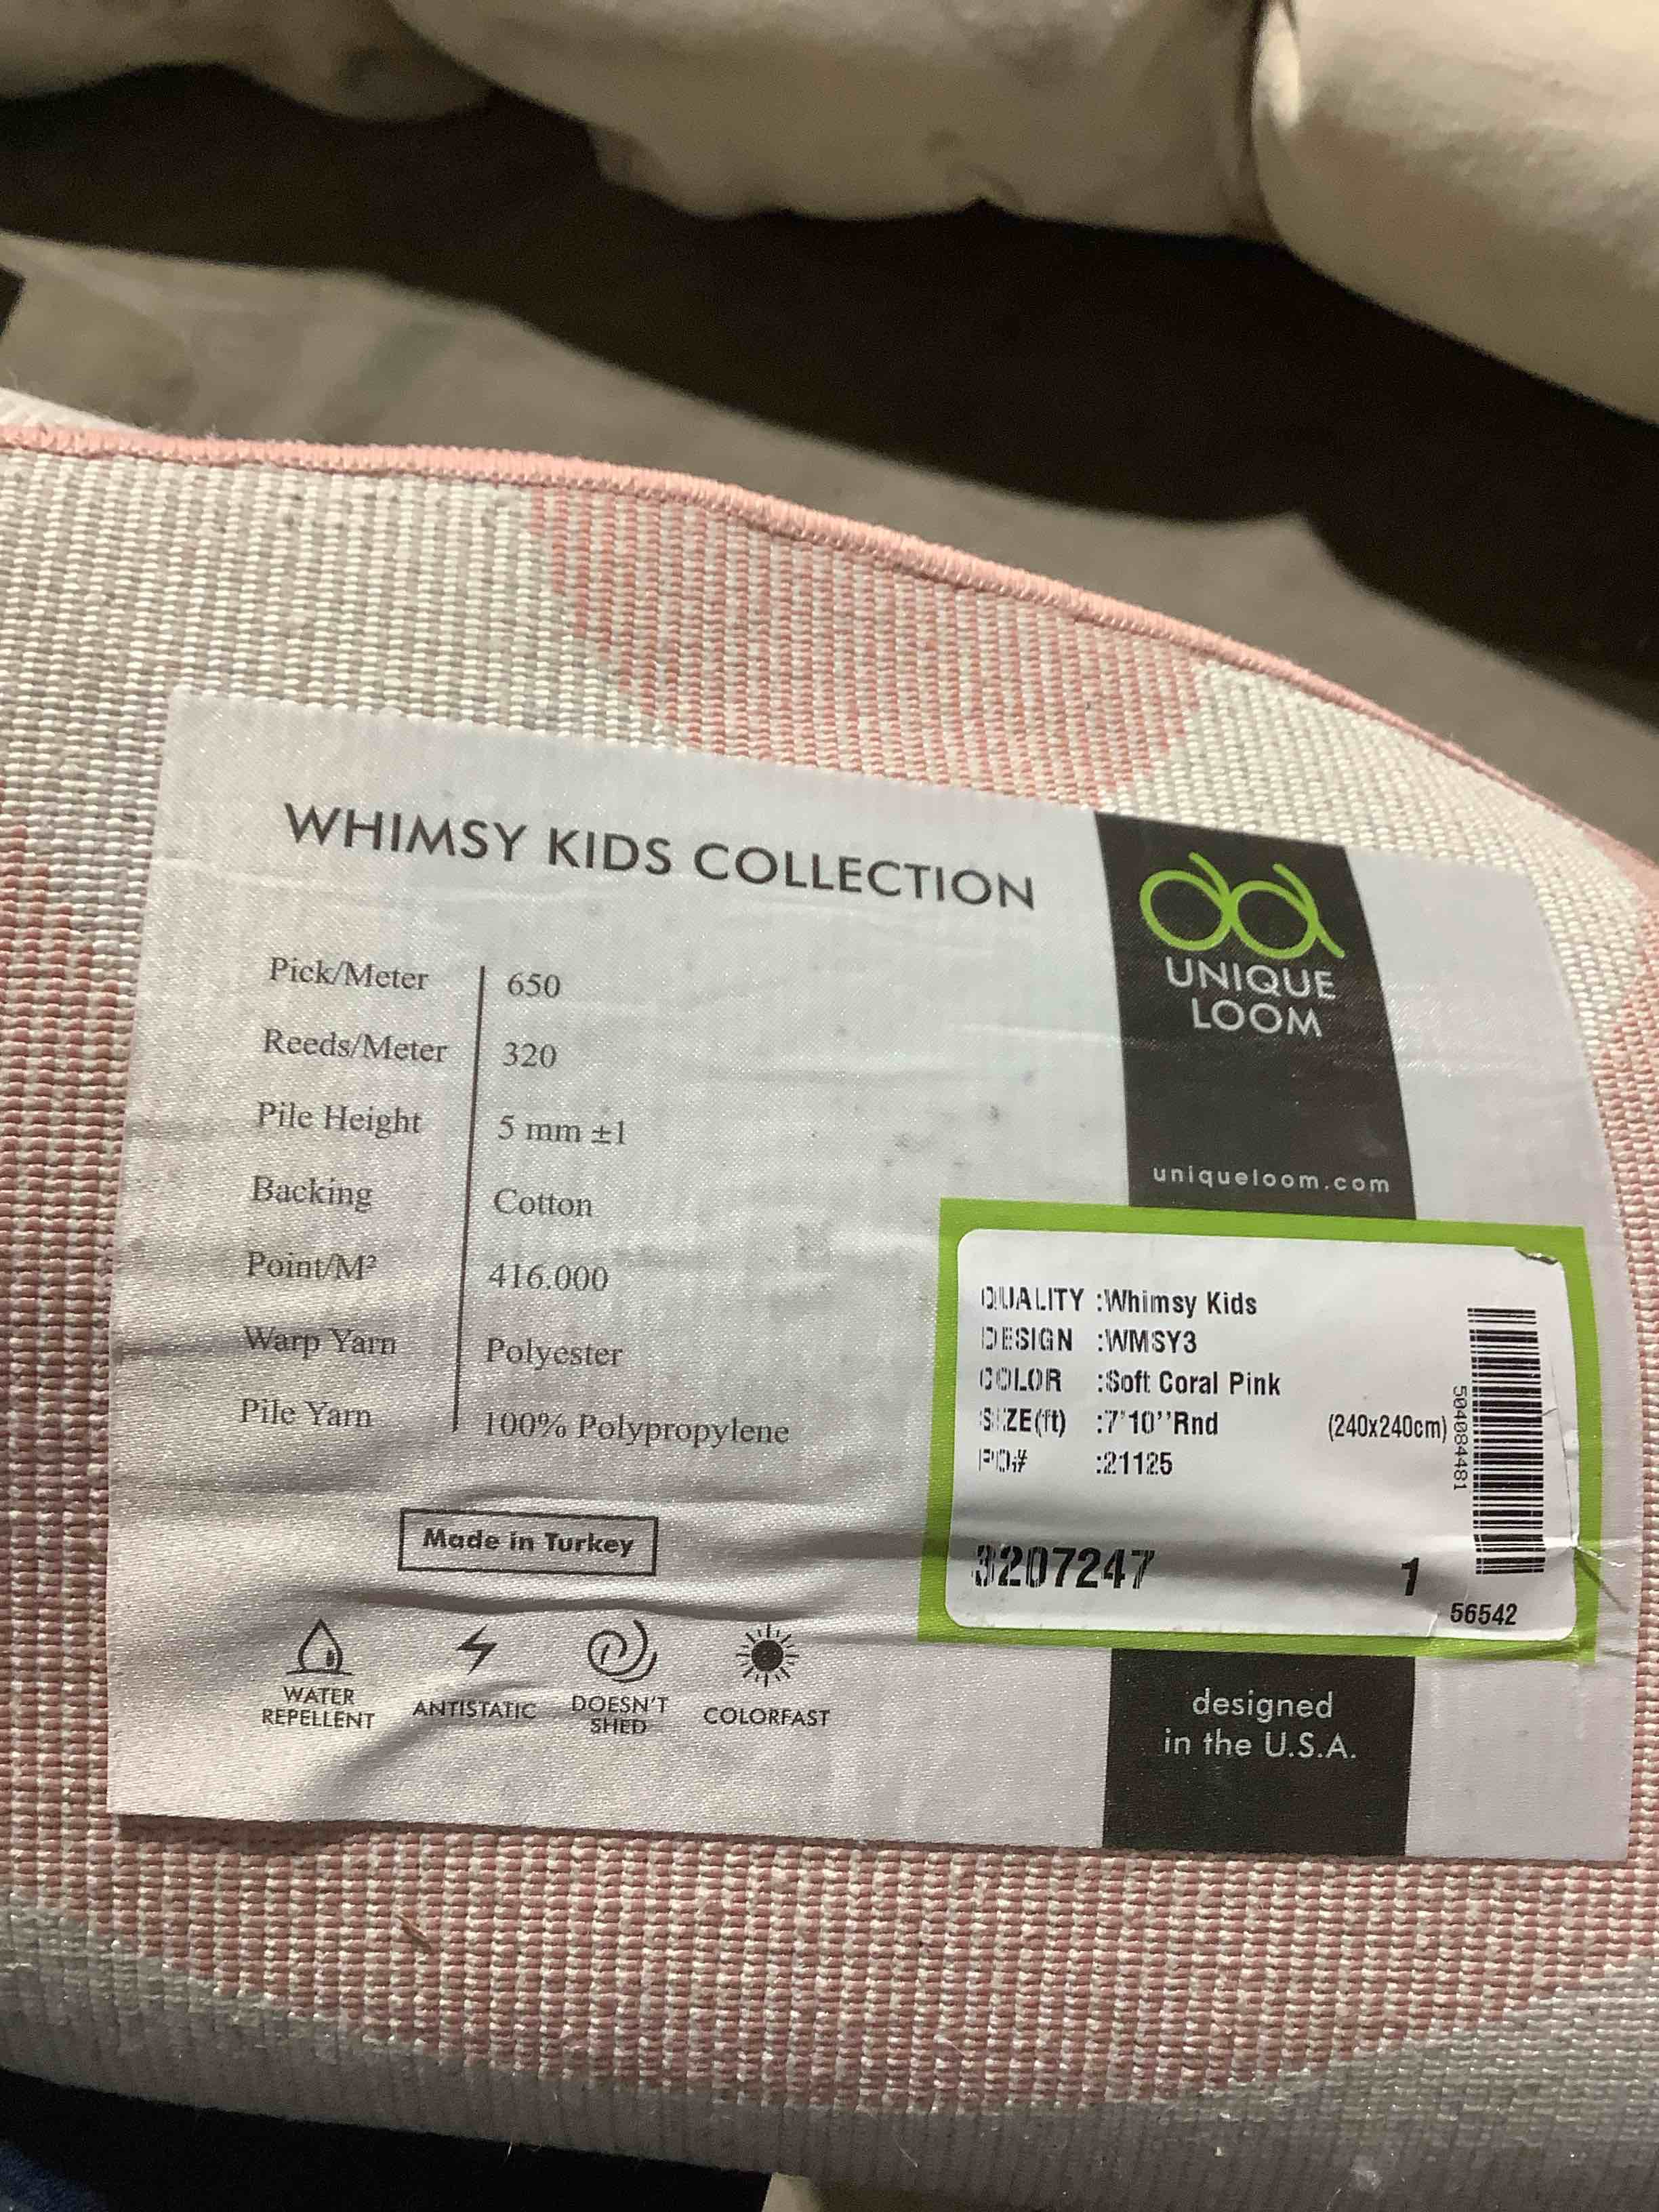 WHIMSY KIDS COLLECTION
Pick/Meter 650
Reeds/Meter 320
Pile Height 5 mm ±1
Backing Cotton
Point/M² 416.000
Warp Yarn Polyester
Pile Yarn 100% Polypropylene
Made in Turkey
WATER REPELLENT
ANTISTATIC
DOESN'T SHED
COLORFAST
UNIQUE
LOOM
uniqueloom.com
QUALITY :Whimsy Kids
DESIGN :WMSY3
COLOR :Soft Coral Pink
SIZE(ft) :7'10''Rnd (240x240cm)
PO# :21125
3207247 1
504084481
56542
designed
in the U.S.A.